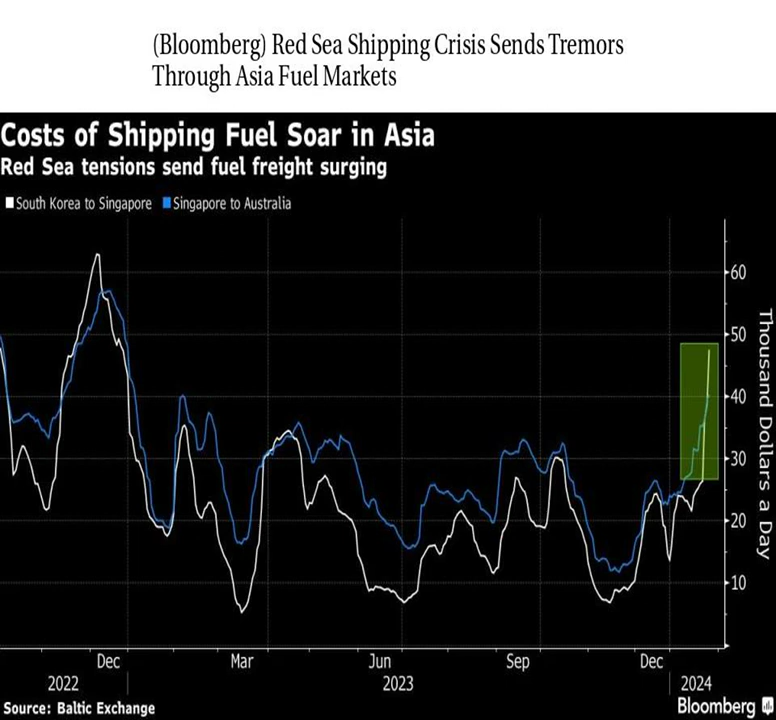 (Bloomberg) Red Sea Shipping Crisis Sends Tremors
Through Asia Fuel Markets
Costs of Shipping Fuel Soar in Asia
Red Sea tensions send fuel freight surging
South Korea to Singapore Singapore to Australia
60
50
40
30
20
10
Thousand Dollars a Day
Dec Mar Jun Sep Dec
2022 2023 2024
Source: Baltic Exchange
Bloomberg